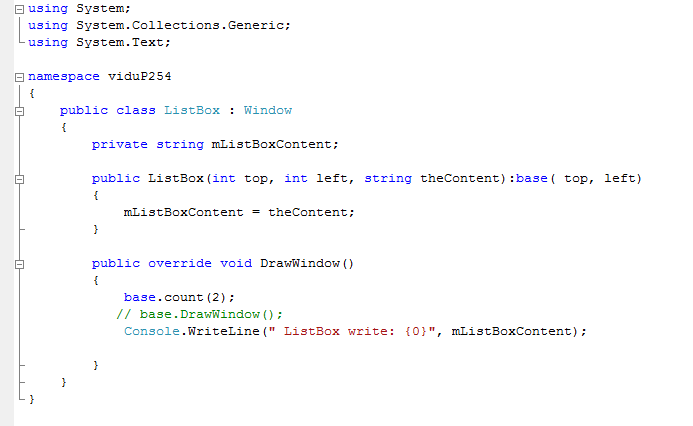 using System;
using System.Collections.Generic;
using System.Text;
namespace viduP254
{
public class ListBox : Window
{
private string mListBoxContent;
public ListBox(int top, int left, string theContent):base( top, left)
{
mListBoxContent = theContent;
}
public override void DrawWindow()
{
base.count(2);
// base.DrawWindow();
Console.WriteLine(" ListBox write: {0}", mListBoxContent);
}
}
}